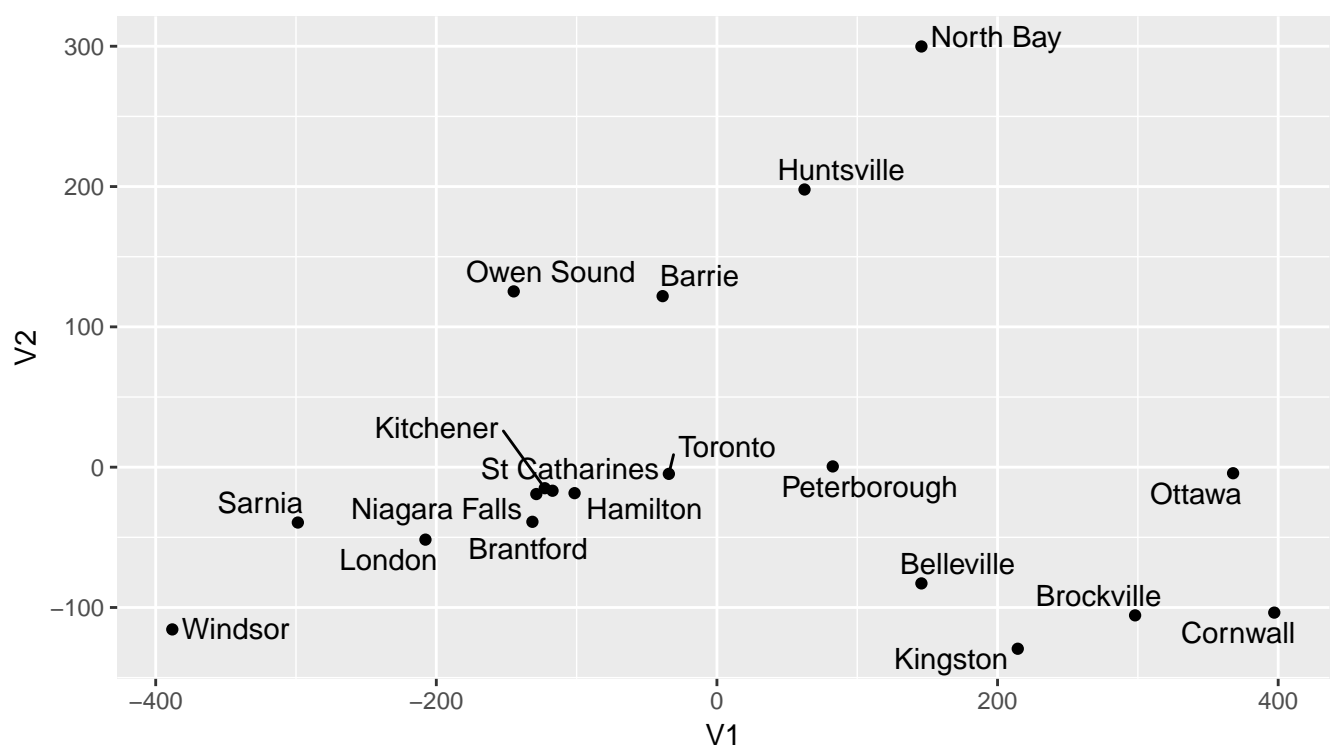 300
North Bay
Huntsville
200
Owen Sound
Barrie
V2
100
Kitchener
Toronto
0
St Catharines
Peterborough
Ottawa
Sarnia
Niagara Falls
Hamilton
London
Brantford
Belleville
Brockville
−100
Windsor
Cornwall
Kingston
−400
−200
0
200
400
V1